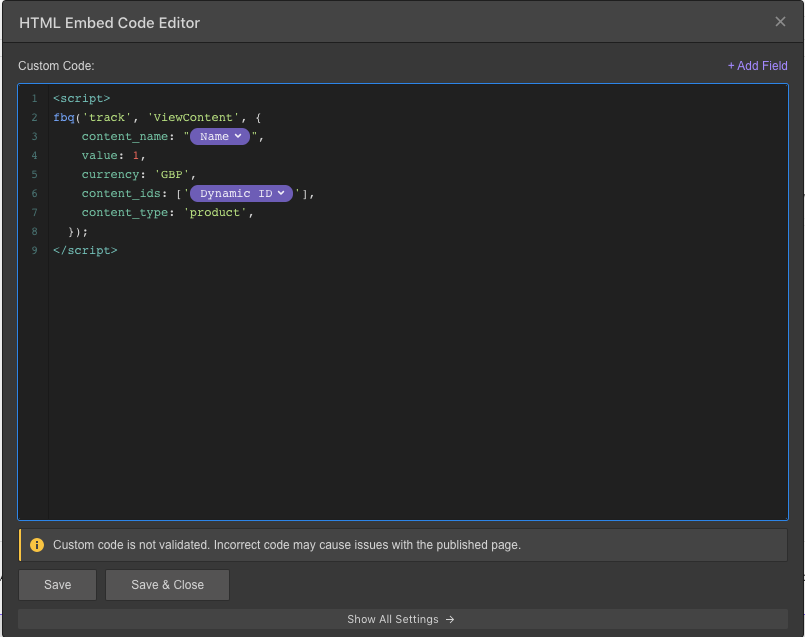 HTML Embed Code Editor
Custom Code:
+ Add Field
1 <script>
2 fbq('track', 'ViewContent', {
3     content_name: "Name",
4     value: 1,
5     currency: 'GBP',
6     content_ids: ['Dynamic ID'],
7     content_type: 'product',
8   });
9 </script>
Custom code is not validated. Incorrect code may cause issues with the published page.
Save
Save & Close
Show All Settings →